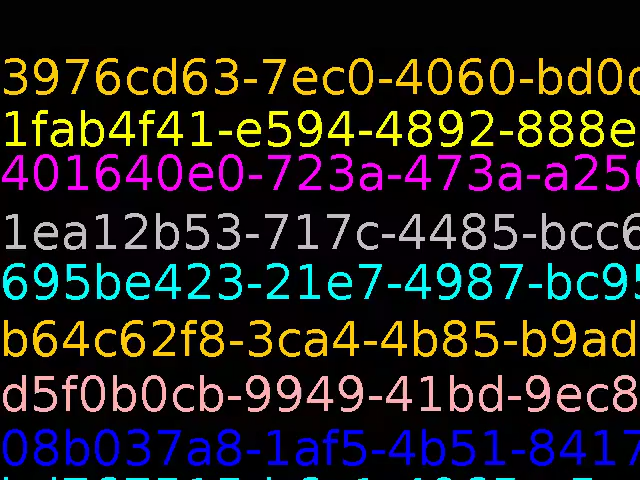 3976cd63-7ec0-4060-bd0c
1fab4f41-e594-4892-888e
401640e0-723a-473a-a250
1ea12b53-717c-4485-bcc6
695be423-21e7-4987-bc95
b64c62f8-3ca4-4b85-b9ad
d5f0b0cb-9949-41bd-9ec8
08b037a8-1af5-4b51-8417